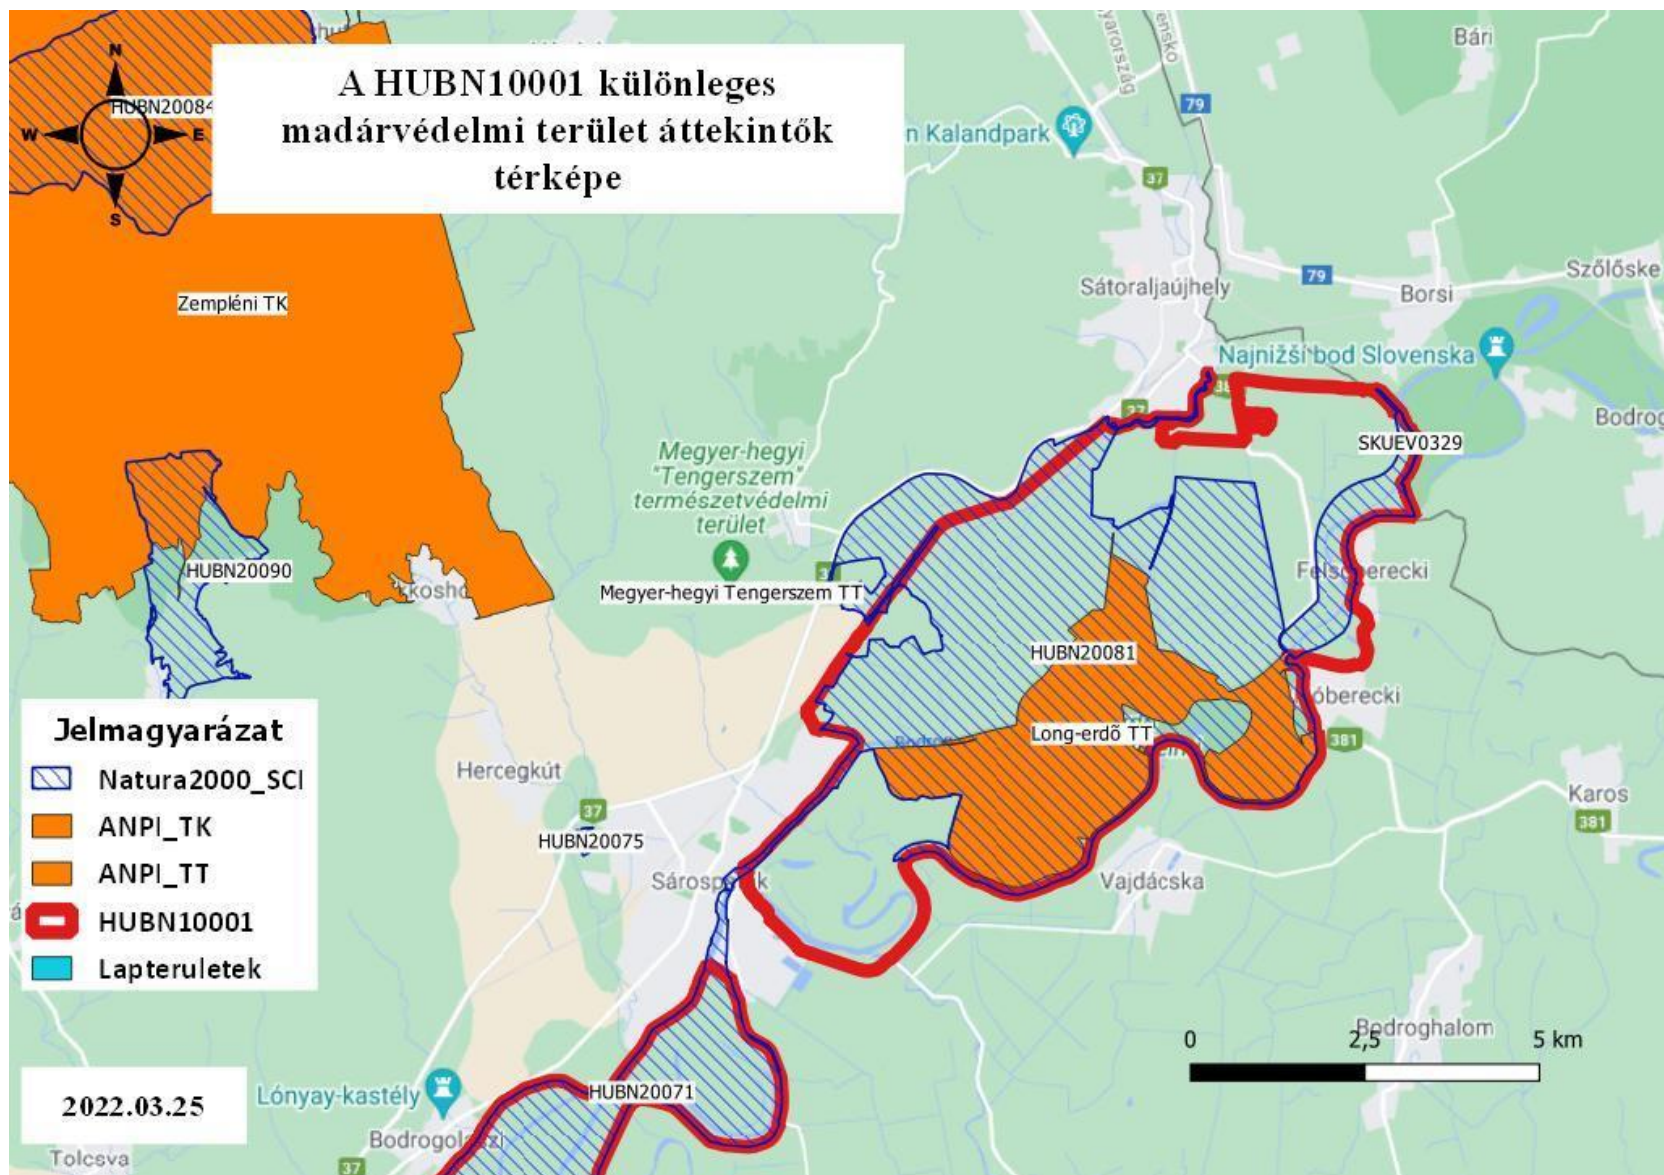 A HUBN10001 különleges
madárvédelmi terület áttekintők
térképe
N
W
E
S
HUBN20084
Bári
79
n Kalandpark
37
Szőlőske
79
Sátoraljaújhely
Borsi
Zempléni TK
Najnižší bod Slovenska
37
Bodrog
SKUEV0329
Megyer-hegyi
"Tengerszem"
természetvédelmi
terület
HUBN20090
Megyer-hegyi Tengerszem TT
HUBN20081
Long-erdő TT
381
Hercegkút
Karos
37
381
HUBN20075
Vajdácska
Jelmagyarázat
Natura2000_SCI
ANPI_TK
ANPI_TT
HUBN10001
Lapteruletek
Bodroghalom
0
2,5
5 km
HUBN20071
Lónyay-kastély
2022.03.25
37
Tolcsva